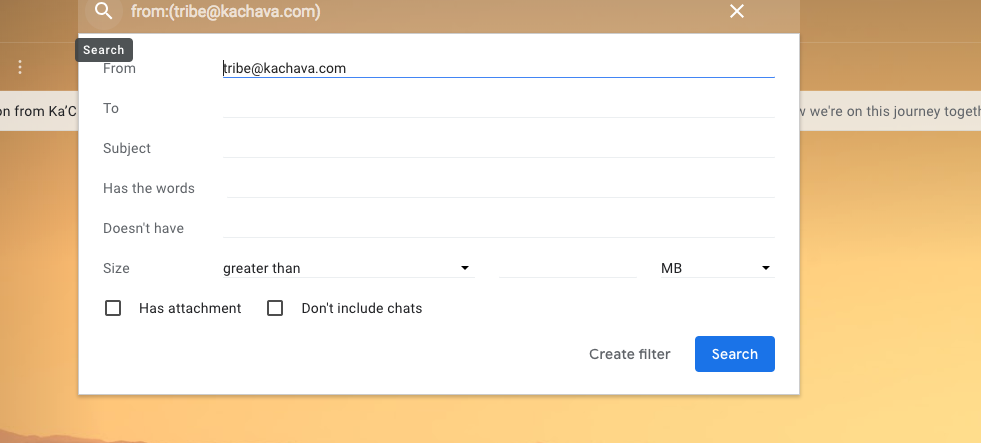 from:(tribe@kachava.com)
Search
From
tribe@kachava.com
on from Ka'C
we're on this journey
To
Subject
Has the words
Doesn't have
Size
greater than
MB
Has attachment
Don't include chats
Create filter
Search